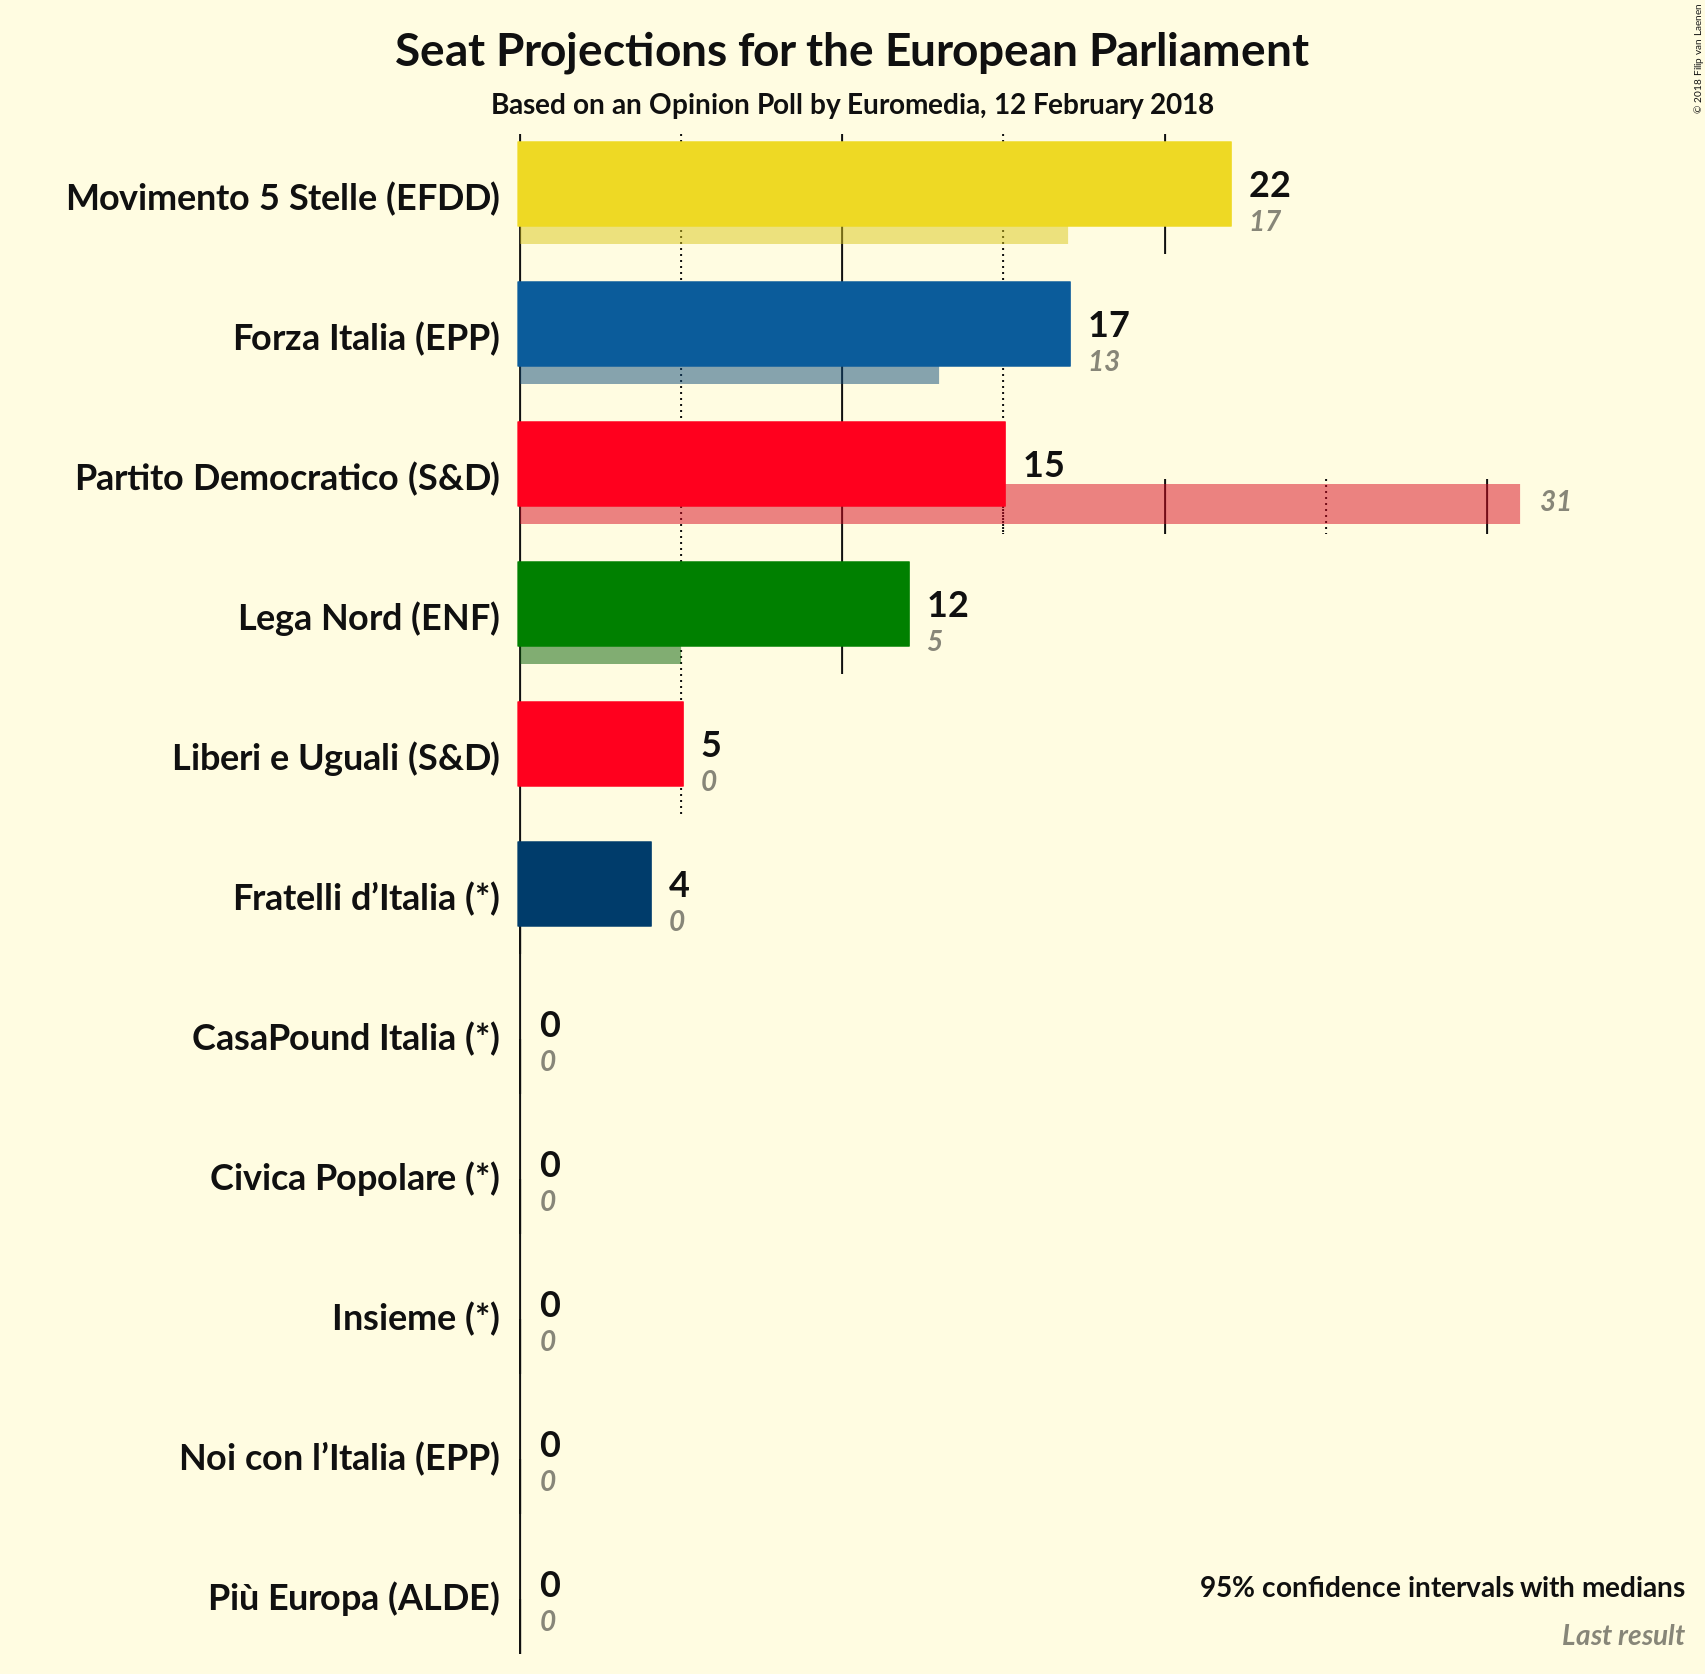 Seat Projections for the European Parliament
Based on an Opinion Poll by Euromedia, 12 February 2018
© 2018 Filip van Laenen
Movimento 5 Stelle (EFDD)
22
17
Forza Italia (EPP)
17
13
Partito Democratico (S&D)
15
31
Lega Nord (ENF)
12
5
Liberi e Uguali (S&D)
5
0
Fratelli d’Italia (*)
4
0
CasaPound Italia (*)
0
0
Civica Popolare (*)
0
0
Insieme (*)
0
0
Noi con l’Italia (EPP)
0
0
Più Europa (ALDE)
0
0
95% confidence intervals with medians
Last result